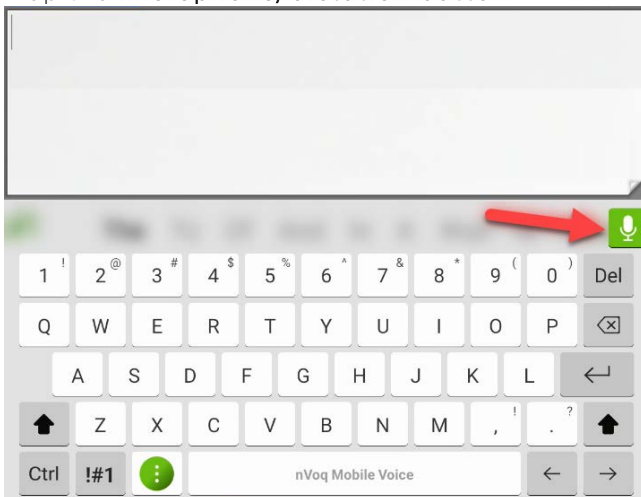 1 ! 2 @ 3 # 4 $ 5 % 6 ^ 7 & 8 * 9 ( 0 ) Del
Q W E R T Y U I O P
A S D F G H J K L
Z X C V B N M , ! . ?
Ctrl !#1 nVoq Mobile Voice